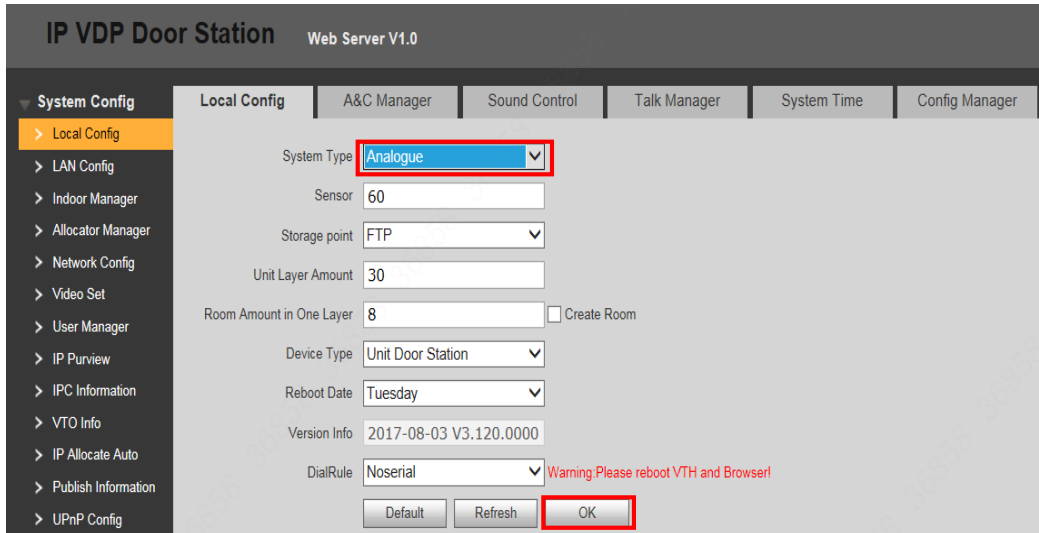 IP VDP Door Station Web Server V1.0
System Config
Local Config
LAN Config
Indoor Manager
Allocator Manager
Network Config
Video Set
User Manager
IP Purview
IPC Information
VTO Info
IP Allocate Auto
Publish Information
UPnP Config
Local Config A&C Manager Sound Control Talk Manager System Time Config Manager
System Type Analogue
Sensor 60
Storage point FTP
Unit Layer Amount 30
Room Amount in One Layer 8 Create Room
Device Type Unit Door Station
Reboot Date Tuesday
Version Info 2017-08-03 V3.120.0000
DialRule Noserial Warning:Please reboot VTH and Browser!
Default Refresh OK